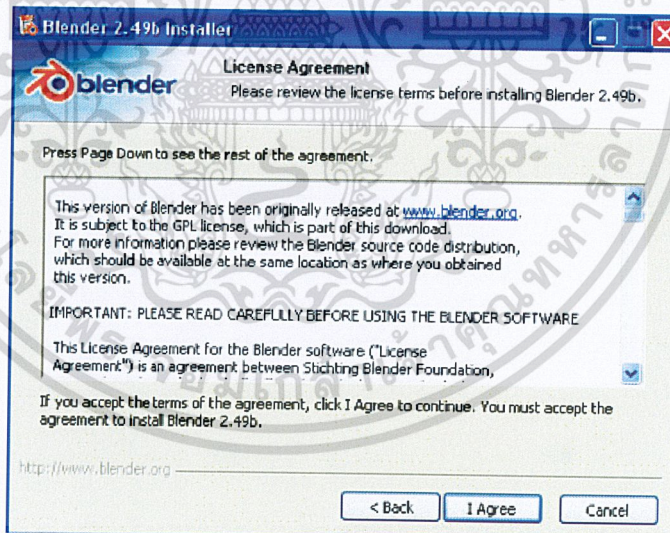 Blender 2.49b Installer
blender
License Agreement
Please review the license terms before installing Blender 2.49b.
Press Page Down to see the rest of the agreement.
This version of Blender has been originally released at www.blender.org.
It is subject to the GPL license, which is part of this download.
For more information please review the Blender source code distribution,
which should be available at the same location as where you obtained
this version.
IMPORTANT: PLEASE READ CAREFULLY BEFORE USING THE BLENDER SOFTWARE
This License Agreement for the Blender software ("License
Agreement") is an agreement between Stichting Blender Foundation,
If you accept the terms of the agreement, click I Agree to continue. You must accept the
agreement to install Blender 2.49b.
http://www.blender.org
< Back
I Agree
Cancel